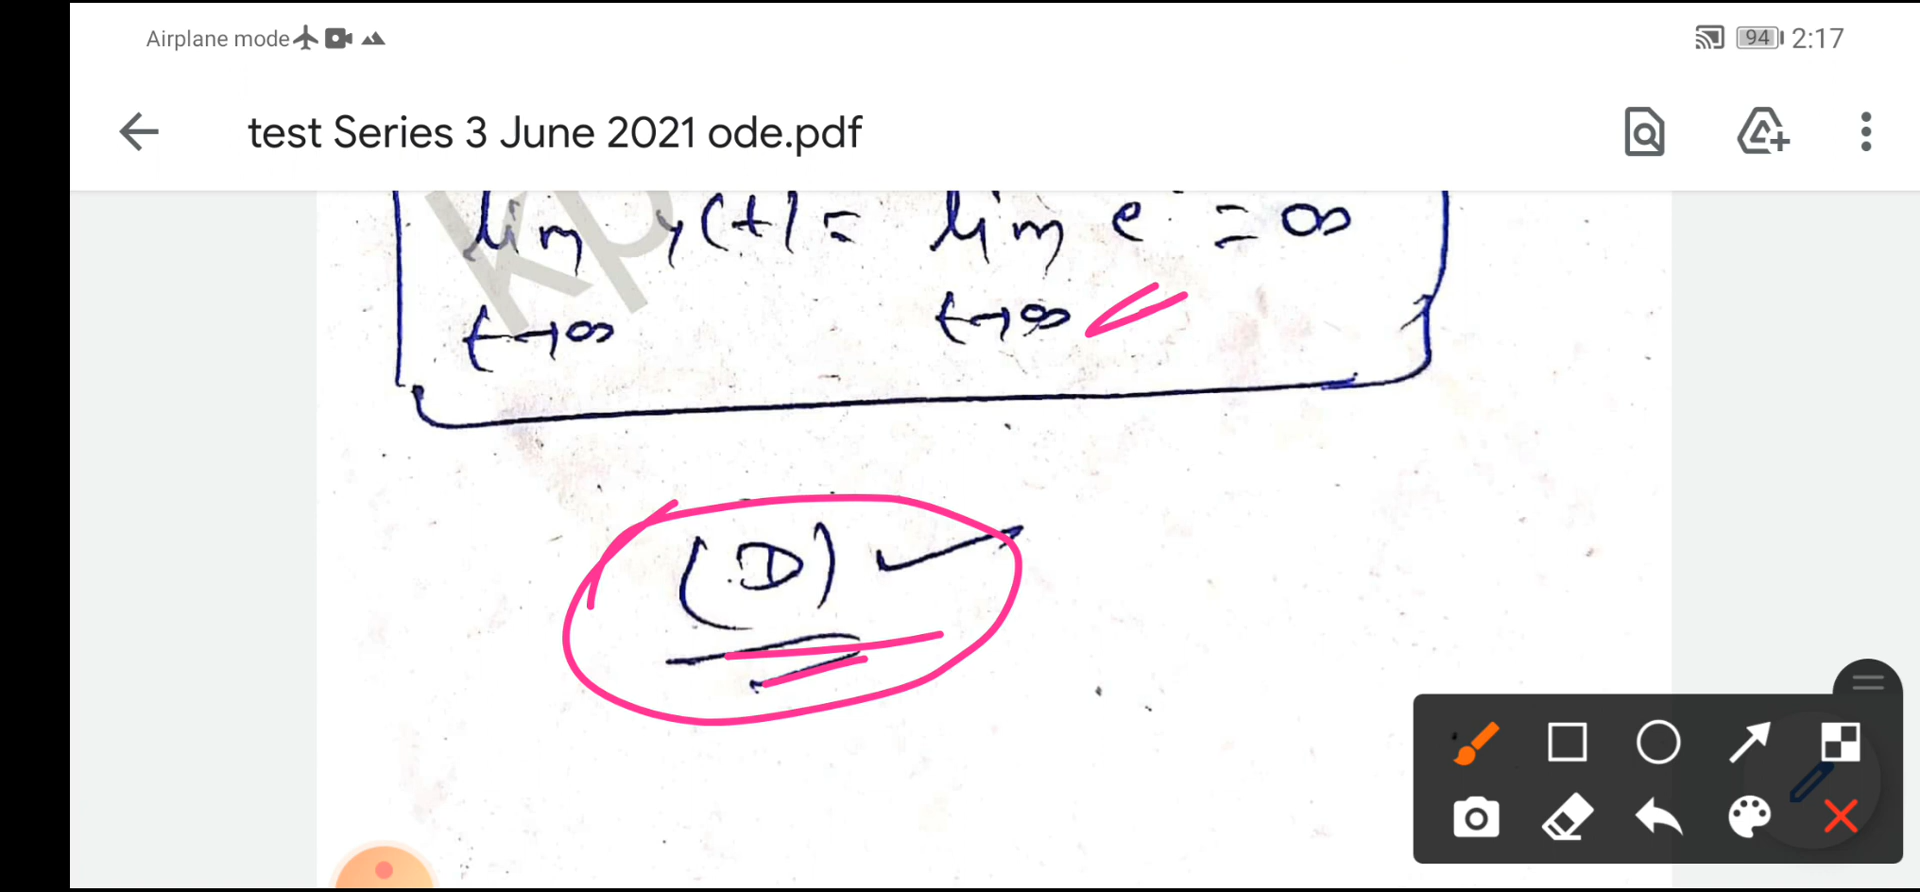 Airplane mode 94 2:17
test Series 3 June 2021 ode.pdf
lim y(t) = lim e = ∞
t→∞ t→∞
(D)